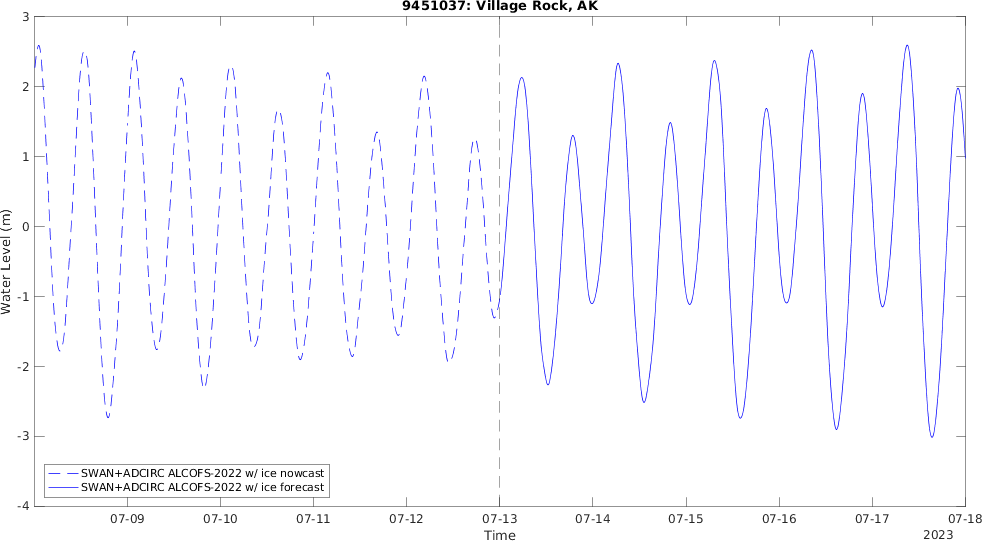 9451037: Village Rock, AK
3
2
1
0
-1
-2
-3
-4
Water Level (m)
SWAN+ADCIRC ALCOFS-2022 w/ ice nowcast
SWAN+ADCIRC ALCOFS-2022 w/ ice forecast
07-09 07-10 07-11 07-12 07-13 07-14 07-15 07-16 07-17 07-18
Time
2023